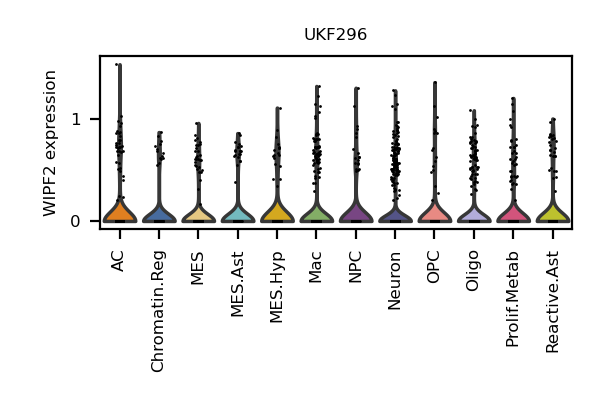 UKF296
WIPF2 expression
1
0
AC
Chromatin.Reg
MES
MES.Ast
MES.Hyp
Mac
NPC
Neuron
OPC
Oligo
Prolif.Metab
Reactive.Ast